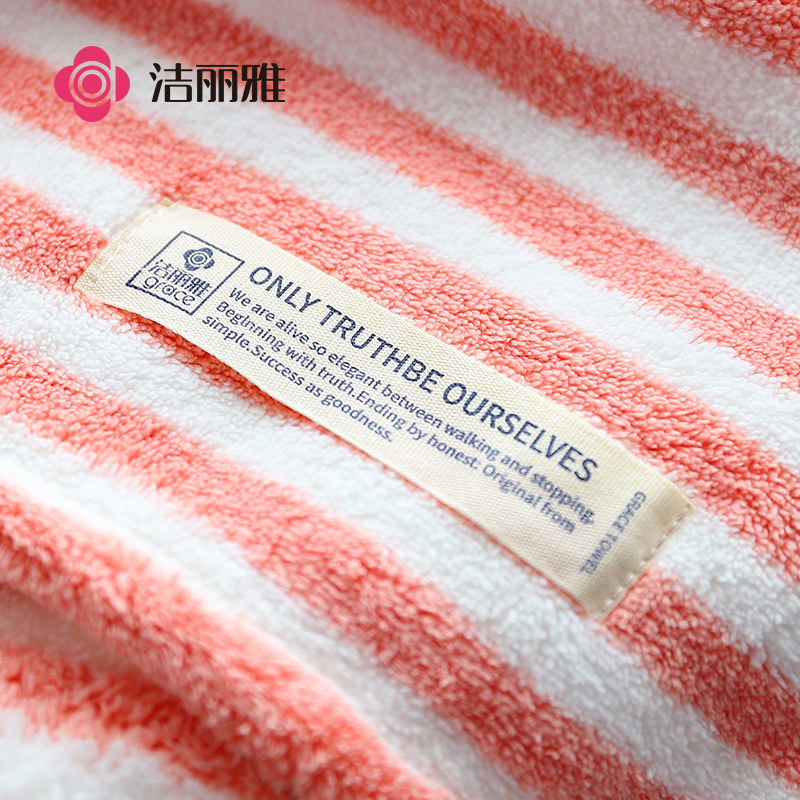 洁丽雅
洁丽雅
grace
ONLY TRUTHBE OURSELVES
We are alive so elegant between walking and stopping.
Beginning with truth.Ending by honest: Original from
simple.Success as goodness.
GRACE TOWEL